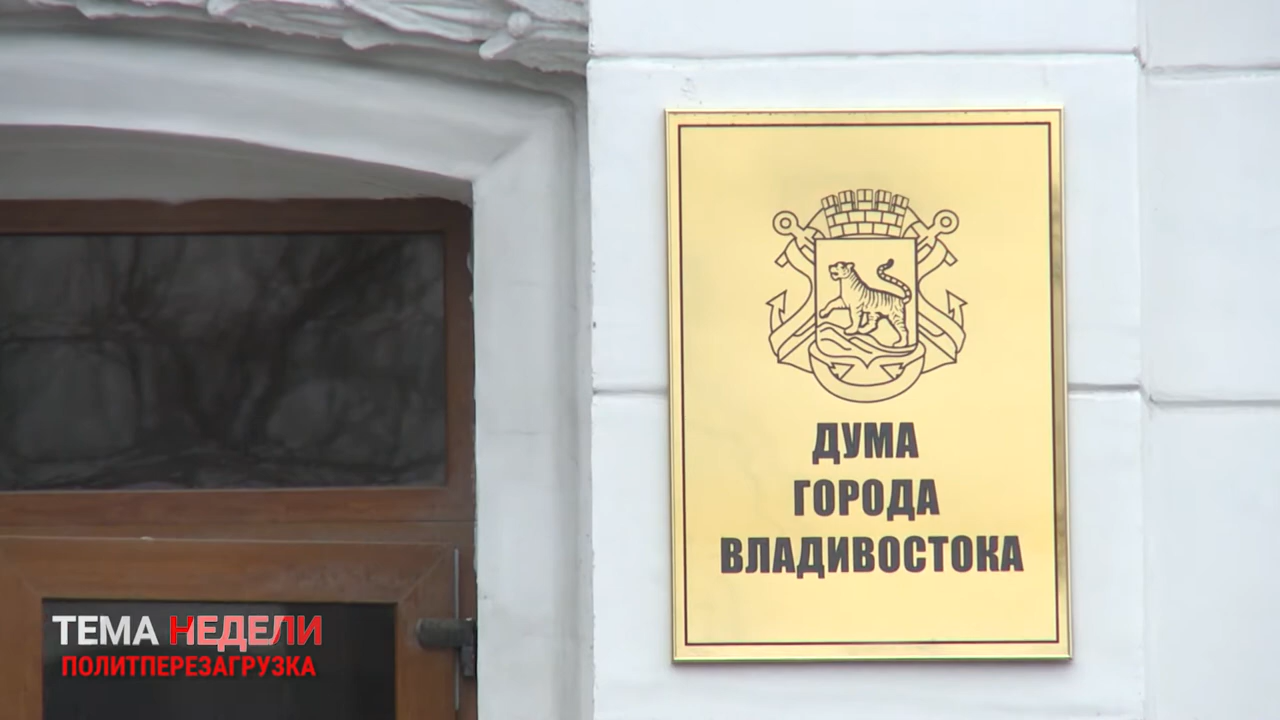 ДУМА
ГОРОДА
ВЛАДИВОСТОКА
ТЕМА НЕДЕЛИ
ПОЛИТПЕРЕЗАГРУЗКА